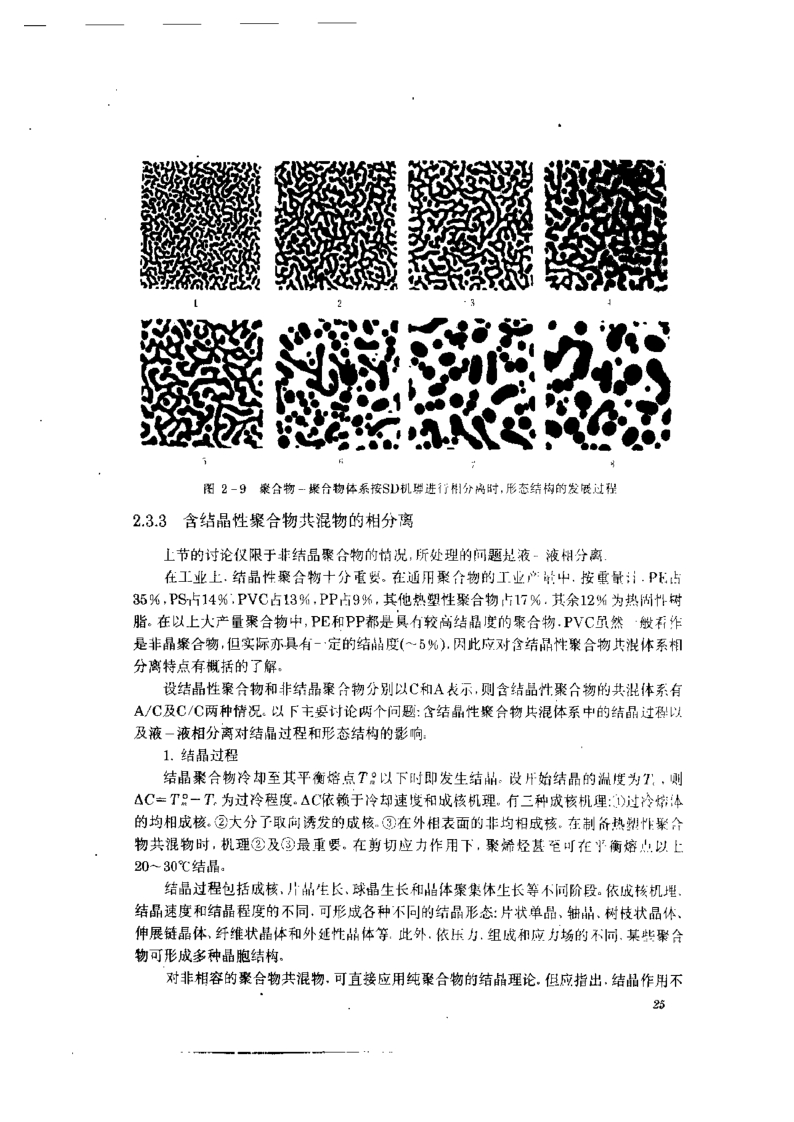 1 2 3 4
5 6 7 8
图 2-9 聚合物-聚合物体系按SD机理进行相分离时,形态结构的发展过程
2.3.3 含结晶性聚合物共混物的相分离
上节的讨论仅限于非结晶聚合物的情况,所处理的问题是液-液相分离.
在工业上,结晶性聚合物十分重要。在通用聚合物的工业产量中,按重量计,PE占
35%,PS占14%,PVC占13%,PP占9%,其他热塑性聚合物占17%,其余12%为热固性树
脂。在以上大产量聚合物中,PE和PP都是具有较高结晶度的聚合物,PVC虽然一般看作
是非晶聚合物,但实际亦具有一定的结晶度(~5%),因此应对含结晶性聚合物共混体系相
分离特点有概括的了解。
设结晶性聚合物和非结晶聚合物分别以C和A表示,则含结晶性聚合物的共混体系有
A/C及C/C两种情况。以下主要讨论两个问题:含结晶性聚合物共混体系中的结晶过程以
及液-液相分离对结晶过程和形态结构的影响。
1. 结晶过程
结晶聚合物冷却至其平衡熔点T°m以下时即发生结晶。设开始结晶的温度为Tc,则
ΔC=T°m-Tc为过冷程度。ΔC依赖于冷却速度和成核机理。有三种成核机理:①过冷熔体
的均相成核。②大分子取向诱发的成核。③在外相表面的非均相成核。在制备热塑性聚合
物共混物时,机理②及③最重要。在剪切应力作用下,聚烯烃甚至可在平衡熔点以上
20~30℃结晶。
结晶过程包括成核、片晶生长、球晶生长和晶体聚集体生长等不同阶段。依成核机理、
结晶速度和结晶程度的不同,可形成各种不同的结晶形态:片状单晶、轴晶、树枝状晶体、
伸展链晶体、纤维状晶体和外延性晶体等.此外,依压力、组成和应力场的不同,某些聚合
物可形成多种晶胞结构。
对非相容的聚合物共混物,可直接应用纯聚合物的结晶理论。但应指出,结晶作用不
25